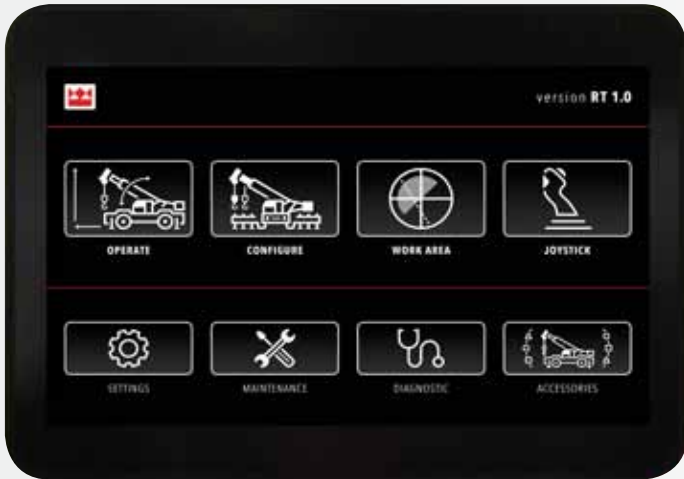 version RT 1.0
OPERATE
CONFIGURE
WORK AREA
JOYSTICK
SETTINGS
MAINTENANCE
DIAGNOSTIC
ACCESSORIES